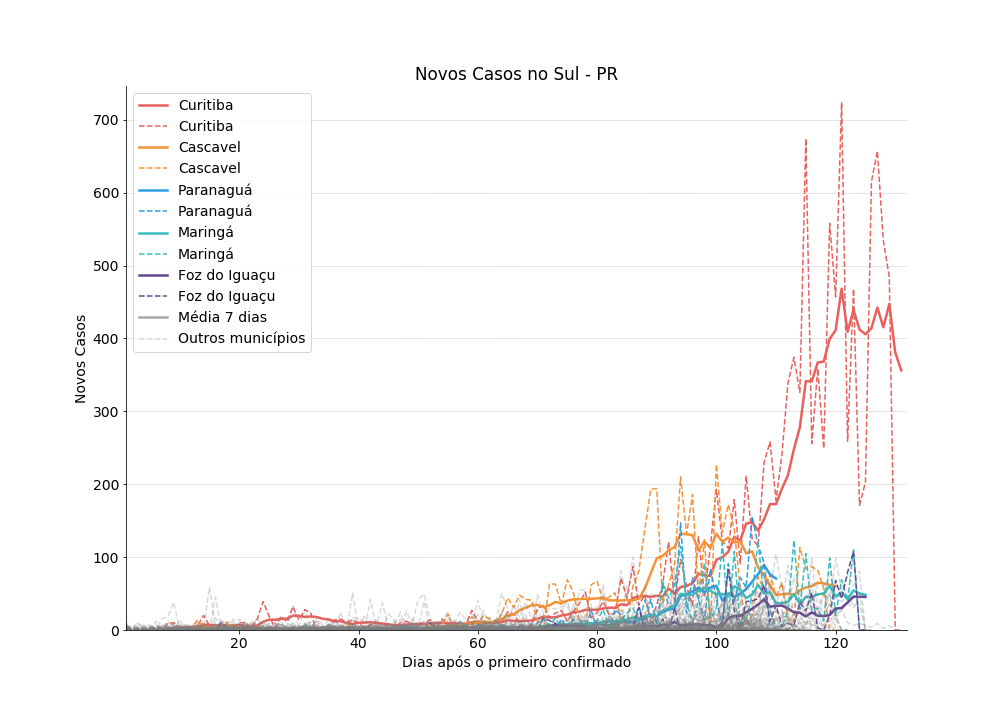 Novos Casos no Sul - PR
Curitiba
Curitiba
Cascavel
Cascavel
Paranaguá
Paranaguá
Maringá
Maringá
Foz do Iguaçu
Foz do Iguaçu
Média 7 dias
Outros municípios
Novos Casos
700
600
500
400
300
200
100
0
20 40 60 80 100 120
Dias após o primeiro confirmado